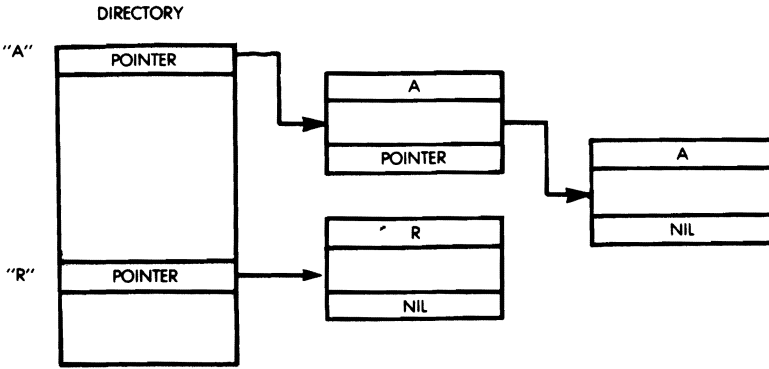 DIRECTORY
"A"
POINTER
A
POINTER
A
NIL
"R"
POINTER
R
NIL